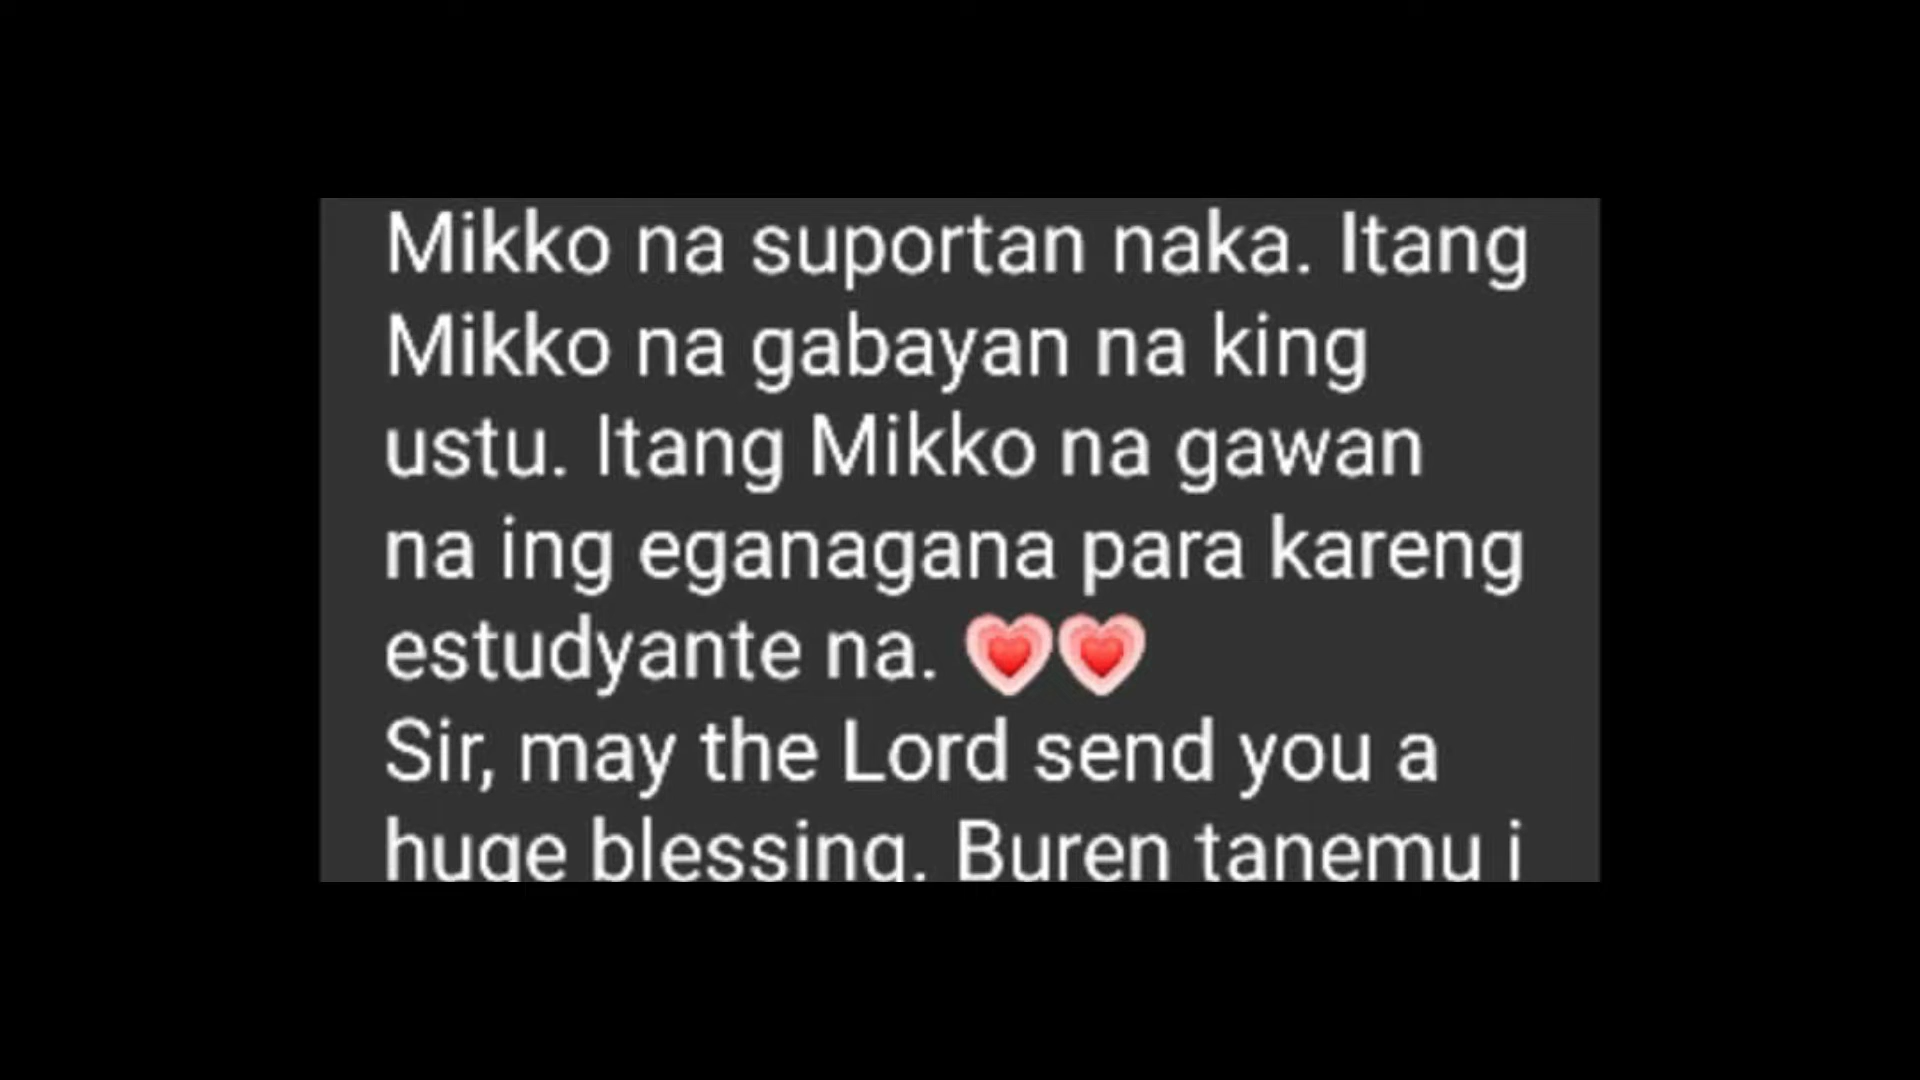 Mikko na suportan naka. Itang
Mikko na gabayan na king
ustu. Itang Mikko na gawan
na ing eganagana para kareng
estudyante na. 💗💗
Sir, may the Lord send you a
huge blessing. Buren tanemu i